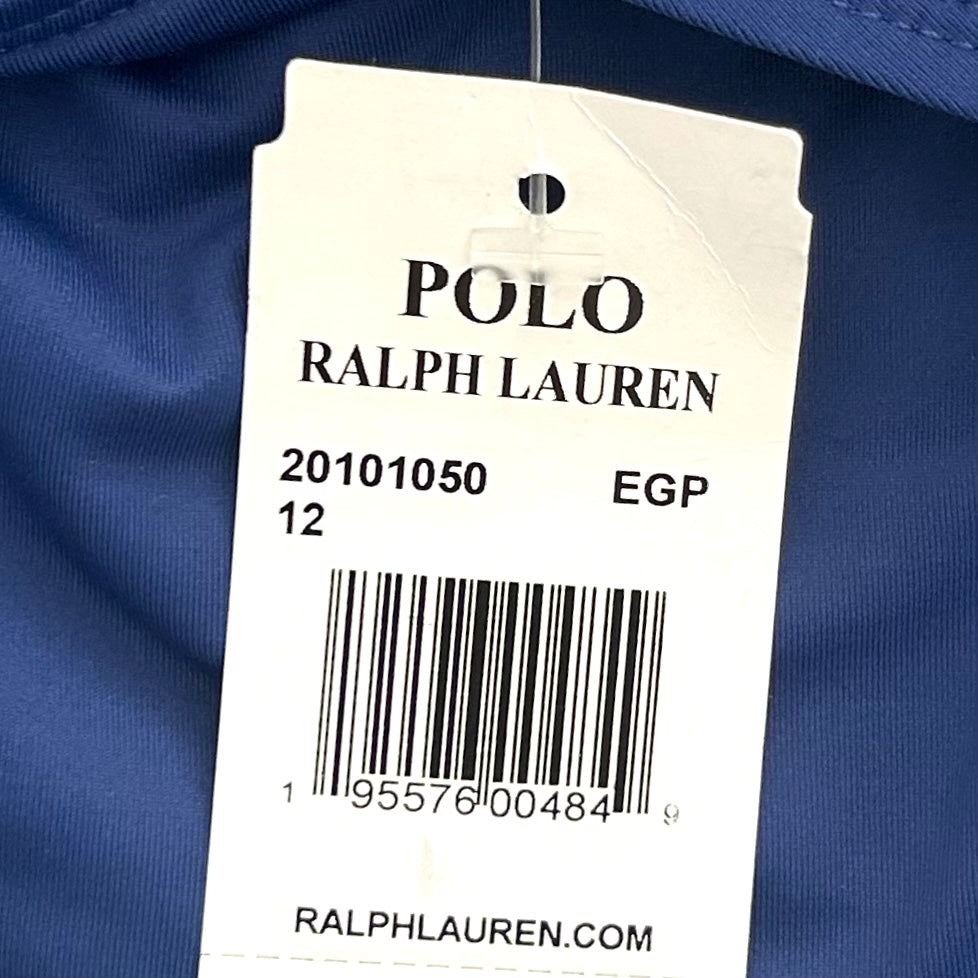 POLO
RALPH LAUREN
20101050 EGP
12
1 95576 00484 9
RALPHLAUREN.COM